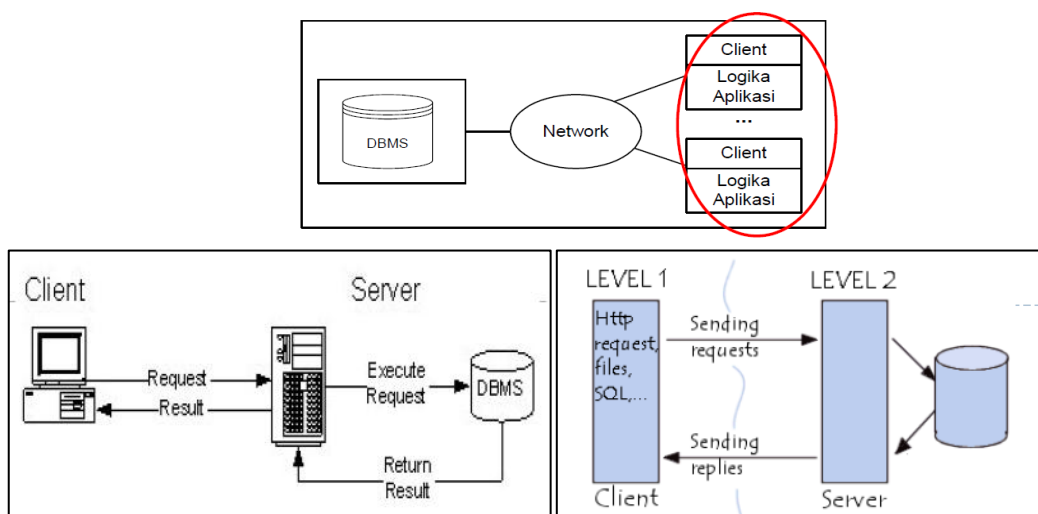 Client
Logika
Aplikasi
...
DBMS
Network
Client
Logika
Aplikasi
Client
Server
Request
Result
Execute
Request
DBMS
Return
Result
LEVEL 1
LEVEL 2
Http
request,
files,
SQL,...
Sending
requests
Sending
replies
Client
Server